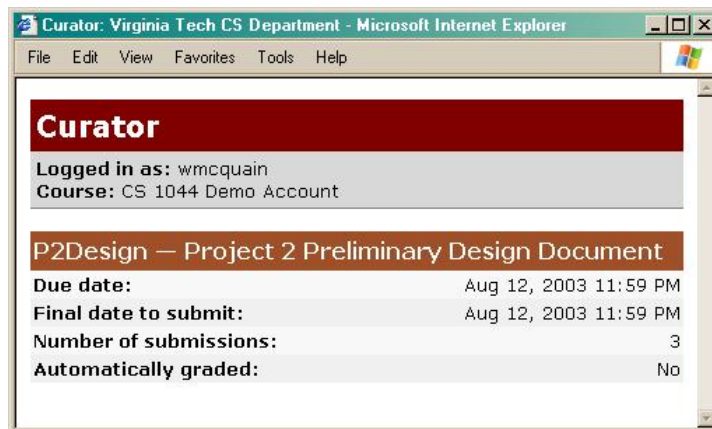 Curator: Virginia Tech CS Department - Microsoft Internet Explorer
File Edit View Favorites Tools Help
Curator
Logged in as: wmcquain
Course: CS 1044 Demo Account
P2Design — Project 2 Preliminary Design Document
Due date: Aug 12, 2003 11:59 PM
Final date to submit: Aug 12, 2003 11:59 PM
Number of submissions: 3
Automatically graded: No